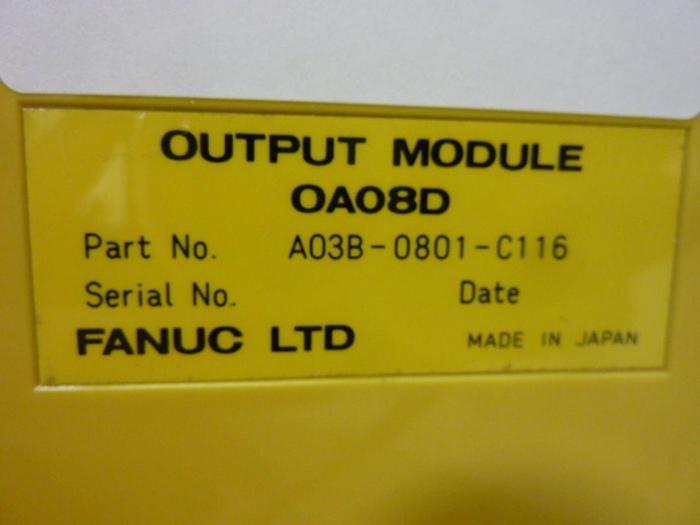 OUTPUT MODULE
OA08D
Part No. A03B-0801-C116
Serial No. Date
FANUC LTD MADE IN JAPAN